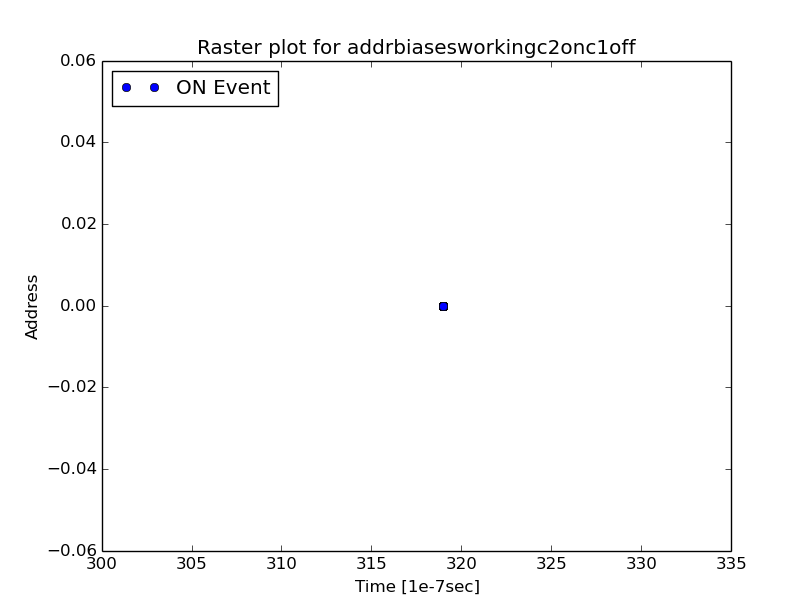 Raster plot for addrbiasesworkingc2onc1off
ON Event
0.06
0.04
0.02
0.00
−0.02
−0.04
−0.06
Address
300 305 310 315 320 325 330 335
Time [1e-7sec]